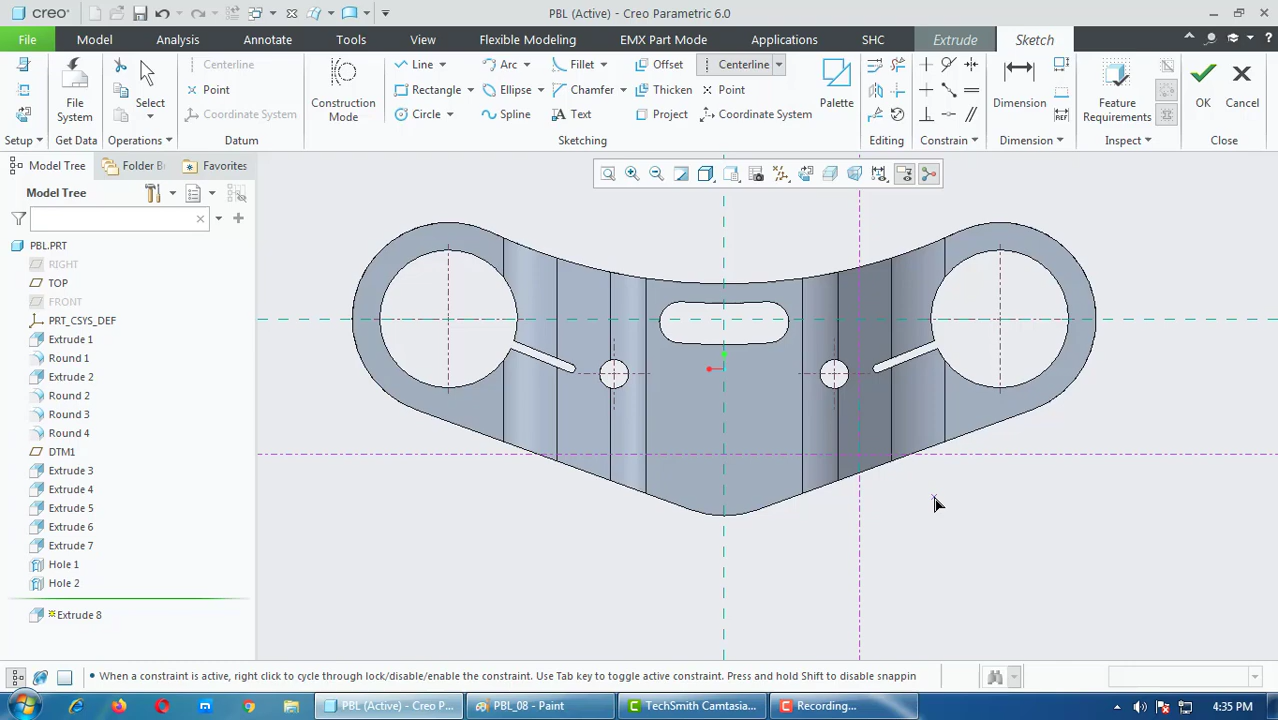 creo PBL (Active) - Creo Parametric 6.0
File Model Analysis Annotate Tools View Flexible Modeling EMX Part Mode Applications SHC Extrude Sketch
Centerline Line Arc Fillet Offset Centerline
Point Rectangle Ellipse Chamfer Thicken Point
Coordinate System Circle Spline Text Project Coordinate System
File System Select Construction Mode Palette Dimension Feature Requirements OK Cancel
Setup Get Data Operations Datum Sketching Editing Constrain Dimension Inspect Close
Model Tree Folder B Favorites
Model Tree
PBL.PRT
RIGHT
TOP
FRONT
PRT_CSYS_DEF
Extrude 1
Round 1
Extrude 2
Round 2
Round 3
Round 4
DTM1
Extrude 3
Extrude 4
Extrude 5
Extrude 6
Extrude 7
Hole 1
Hole 2
Extrude 8
• When a constraint is active, right click to cycle through lock/disable/enable the constraint. Use Tab key to toggle active constraint. Press and hold Shift to disable snappin
PBL (Active) - Creo P... PBL_08 - Paint TechSmith Camtasia... Recording... 4:35 PM